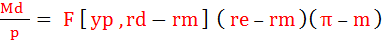 Md/p = F [ yp , rd – rm ] ( re – rm )( π – m )